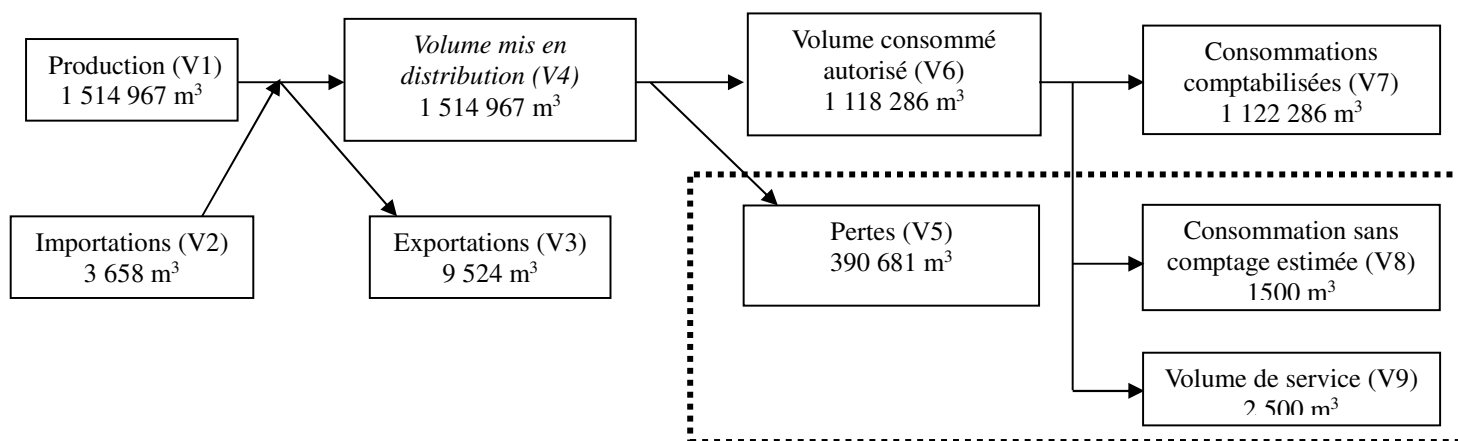 Production (V1)
1 514 967 m³
Volume mis en
distribution (V4)
1 514 967 m³
Volume consommé
autorisé (V6)
1 118 286 m³
Consommations
comptabilisées (V7)
1 122 286 m³
Importations (V2)
3 658 m³
Exportations (V3)
9 524 m³
Pertes (V5)
390 681 m³
Consommation sans
comptage estimée (V8)
1500 m³
Volume de service (V9)
2 500 m³